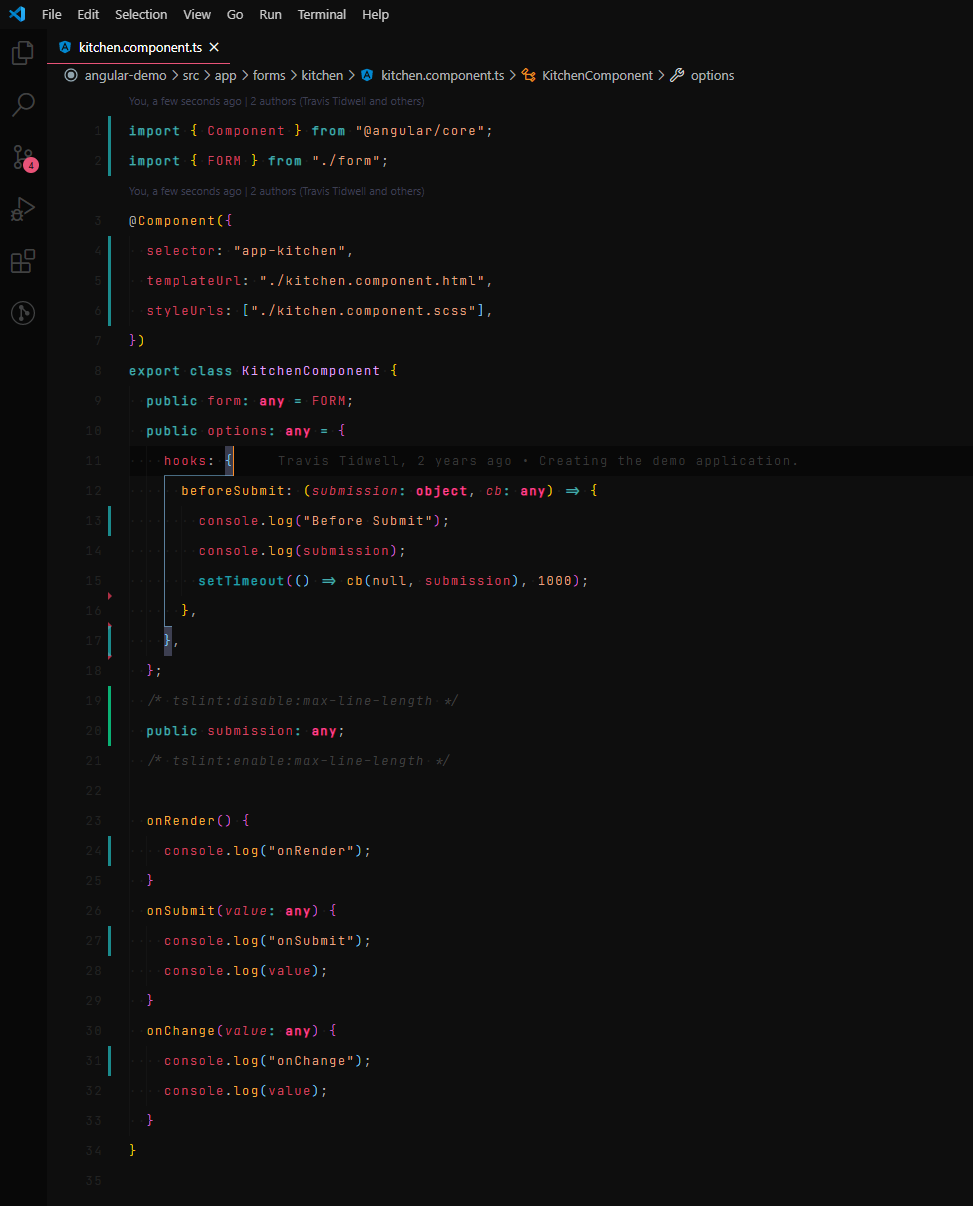 File Edit Selection View Go Run Terminal Help
kitchen.component.ts
angular-demo > src > app > forms > kitchen > kitchen.component.ts > KitchenComponent > options
You, a few seconds ago | 2 authors (Travis Tidwell and others)
1 import { Component } from "@angular/core";
2 import { FORM } from "./form";
You, a few seconds ago | 2 authors (Travis Tidwell and others)
3 @Component({
4 selector: "app-kitchen",
5 templateUrl: "./kitchen.component.html",
6 styleUrls: ["./kitchen.component.scss"],
7 })
8 export class KitchenComponent {
9 public form: any = FORM;
10 public options: any = {
11 hooks: { Travis Tidwell, 2 years ago • Creating the demo application.
12 beforeSubmit: (submission: object, cb: any) => {
13 console.log("Before Submit");
14 console.log(submission);
15 setTimeout(() => cb(null, submission), 1000);
16 },
17 },
18 };
19 /* tslint:disable:max-line-length */
20 public submission: any;
21 /* tslint:enable:max-line-length */
22
23 onRender() {
24 console.log("onRender");
25 }
26 onSubmit(value: any) {
27 console.log("onSubmit");
28 console.log(value);
29 }
30 onChange(value: any) {
31 console.log("onChange");
32 console.log(value);
33 }
34 }
35
4